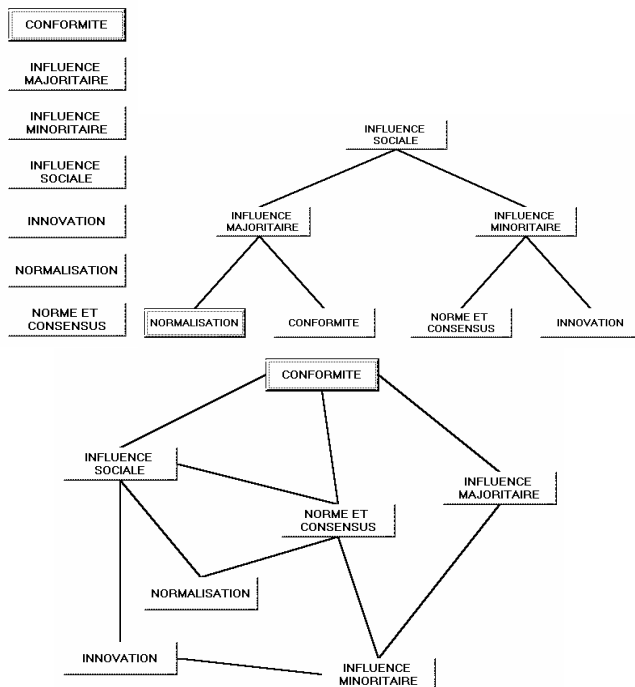 CONFORMITE
INFLUENCE
MAJORITAIRE
INFLUENCE
MINORITAIRE
INFLUENCE
SOCIALE
INNOVATION
NORMALISATION
NORME ET
CONSENSUS
INFLUENCE
SOCIALE
INFLUENCE
MAJORITAIRE
INFLUENCE
MINORITAIRE
NORMALISATION
CONFORMITE
NORME ET
CONSENSUS
INNOVATION
CONFORMITE
INFLUENCE
SOCIALE
INFLUENCE
MAJORITAIRE
NORME ET
CONSENSUS
NORMALISATION
INNOVATION
INFLUENCE
MINORITAIRE